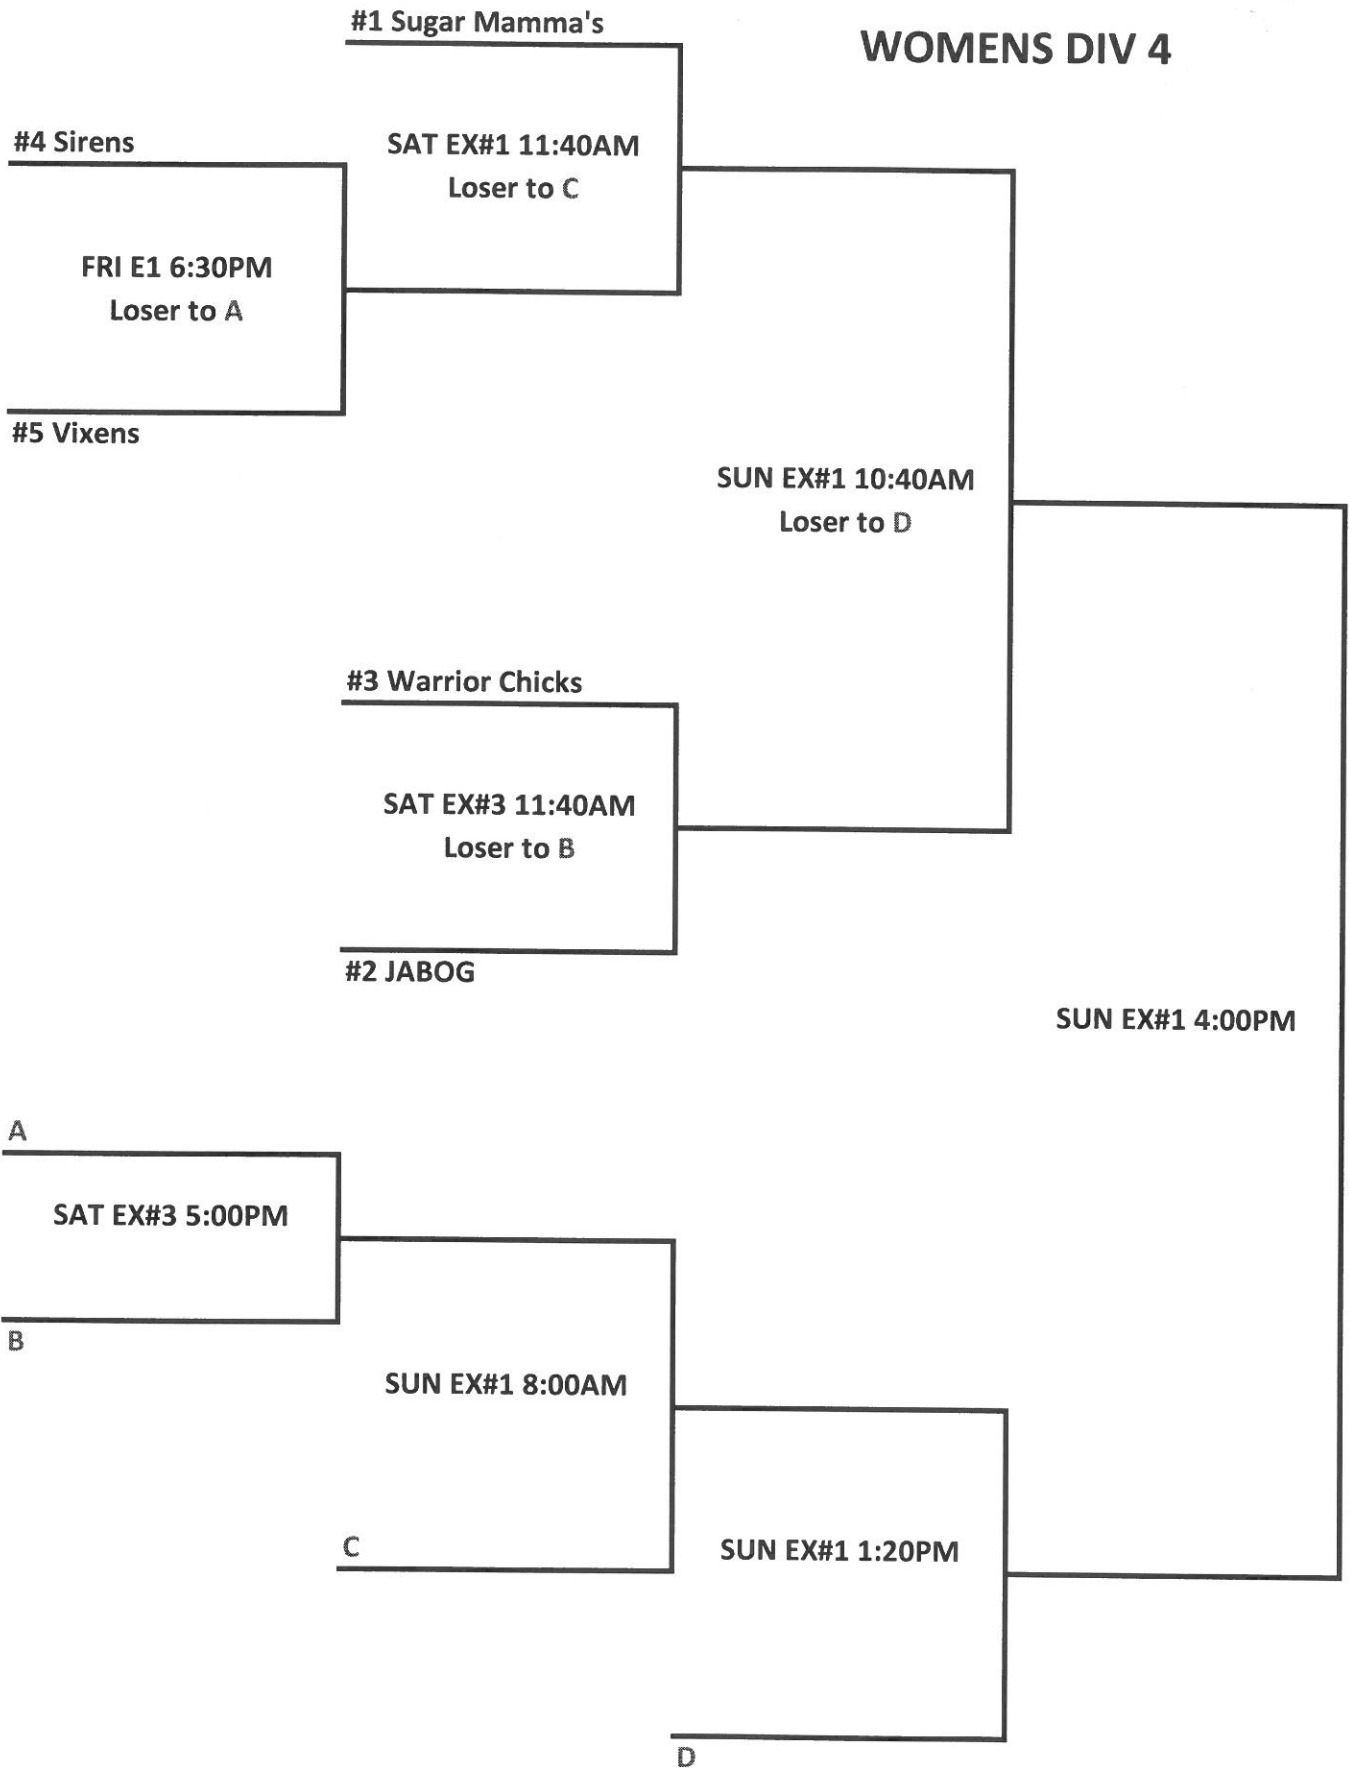 #1 Sugar Mamma's
WOMENS DIV 4
#4 Sirens
SAT EX#1 11:40AM
Loser to C
FRI E1 6:30PM
Loser to A
#5 Vixens
SUN EX#1 10:40AM
Loser to D
#3 Warrior Chicks
SAT EX#3 11:40AM
Loser to B
#2 JABOG
SUN EX#1 4:00PM
A
SAT EX#3 5:00PM
B
SUN EX#1 8:00AM
C
SUN EX#1 1:20PM
D